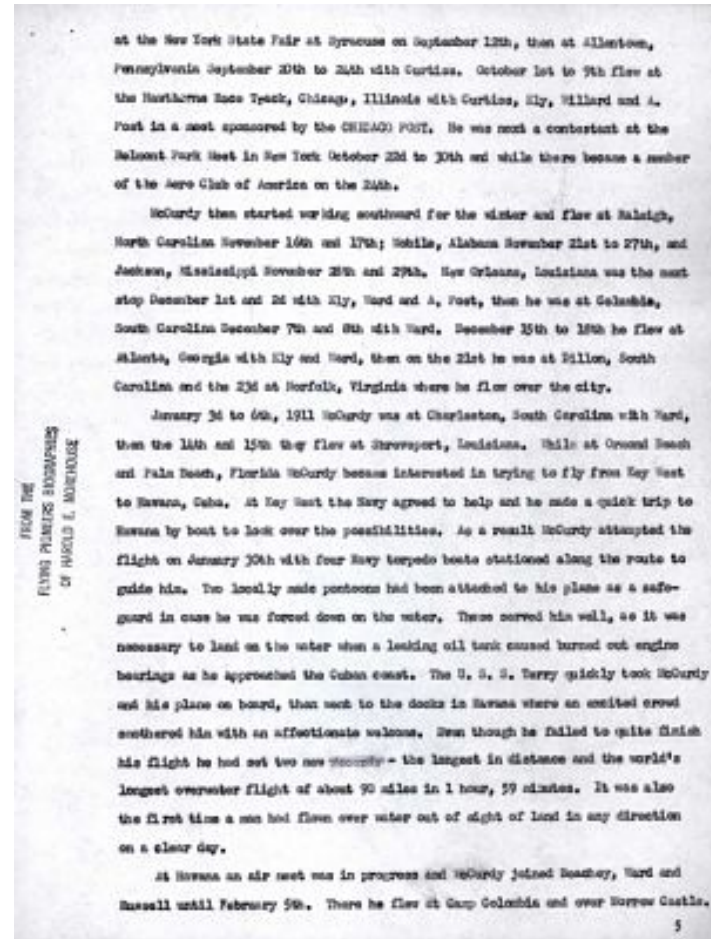 at the New York State Fair at Syracuse on September 12th, then at Allentown,
Pennsylvania September 20th to 24th with Curtiss. October 1st to 9th flew at
the Hawthorne Race Track, Chicago, Illinois with Curtiss, Ely, Willard and A.
Post in a meet sponsored by the CHICAGO POST. He was next a contestant at the
Belmont Park Meet in New York October 22d to 30th and while there became a member
of the Aero Club of America on the 24th.
McCurdy then started working southward for the winter and flew at Raleigh,
North Carolina November 16th and 17th; Mobile, Alabama November 21st to 27th, and
Jackson, Mississippi November 28th and 29th. New Orleans, Louisiana was the next
stop December 1st and 2d with Ely, Ward and A. Post, then he was at Columbia,
South Carolina December 7th and 8th with Ward. December 15th to 18th he flew at
Atlanta, Georgia with Ely and Ward, then on the 21st he was at Dillon, South
Carolina and the 23d at Norfolk, Virginia where he flew over the city.
January 3d to 6th, 1911 McCurdy was at Charleston, South Carolina with Ward,
then the 14th and 15th they flew at Shreveport, Louisiana. While at Ormond Beach
and Palm Beach, Florida McCurdy became interested in trying to fly from Key West
to Havana, Cuba. At Key West the Navy agreed to help and he made a quick trip to
Havana by boat to look over the possibilities. As a result McCurdy attempted the
flight on January 30th with four Navy torpedo boats stationed along the route to
guide him. Two locally made pontoons had been attached to his plane as a safe-
guard in case he was forced down on the water. These served him well, as it was
necessary to land on the water when a leaking oil tank caused burned out engine
bearings as he approached the Cuban coast. The U. S. S. Terry quickly took McCurdy
and his plane on board, then went to the docks in Havana where an excited crowd
smothered him with an affectionate welcome. Even though he failed to quite finish
his flight he had set two new records - the longest in distance and the world's
longest overwater flight of about 90 miles in 1 hour, 59 minutes. It was also
the first time a man had flown over water out of sight of land in any direction
on a clear day.
At Havana an air meet was in progress and McCurdy joined Beachey, Ward and
Russell until February 5th. There he flew at Camp Colombia and over Morrow Castle.
5
FROM THE
FLYING PIONEERS BIOGRAPHIES
OF HAROLD E. MOREHOUSE